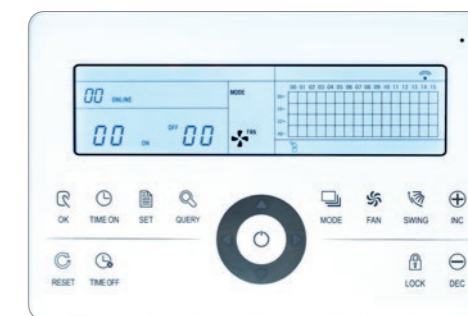 00 ONLINE
MODE
00 01 02 03 04 05 06 07 08 09 10 11 12 13 14 15
00 ON OFF 00
FAN
OK TIME ON SET QUERY
MODE FAN SWING INC
RESET TIME OFF
LOCK DEC